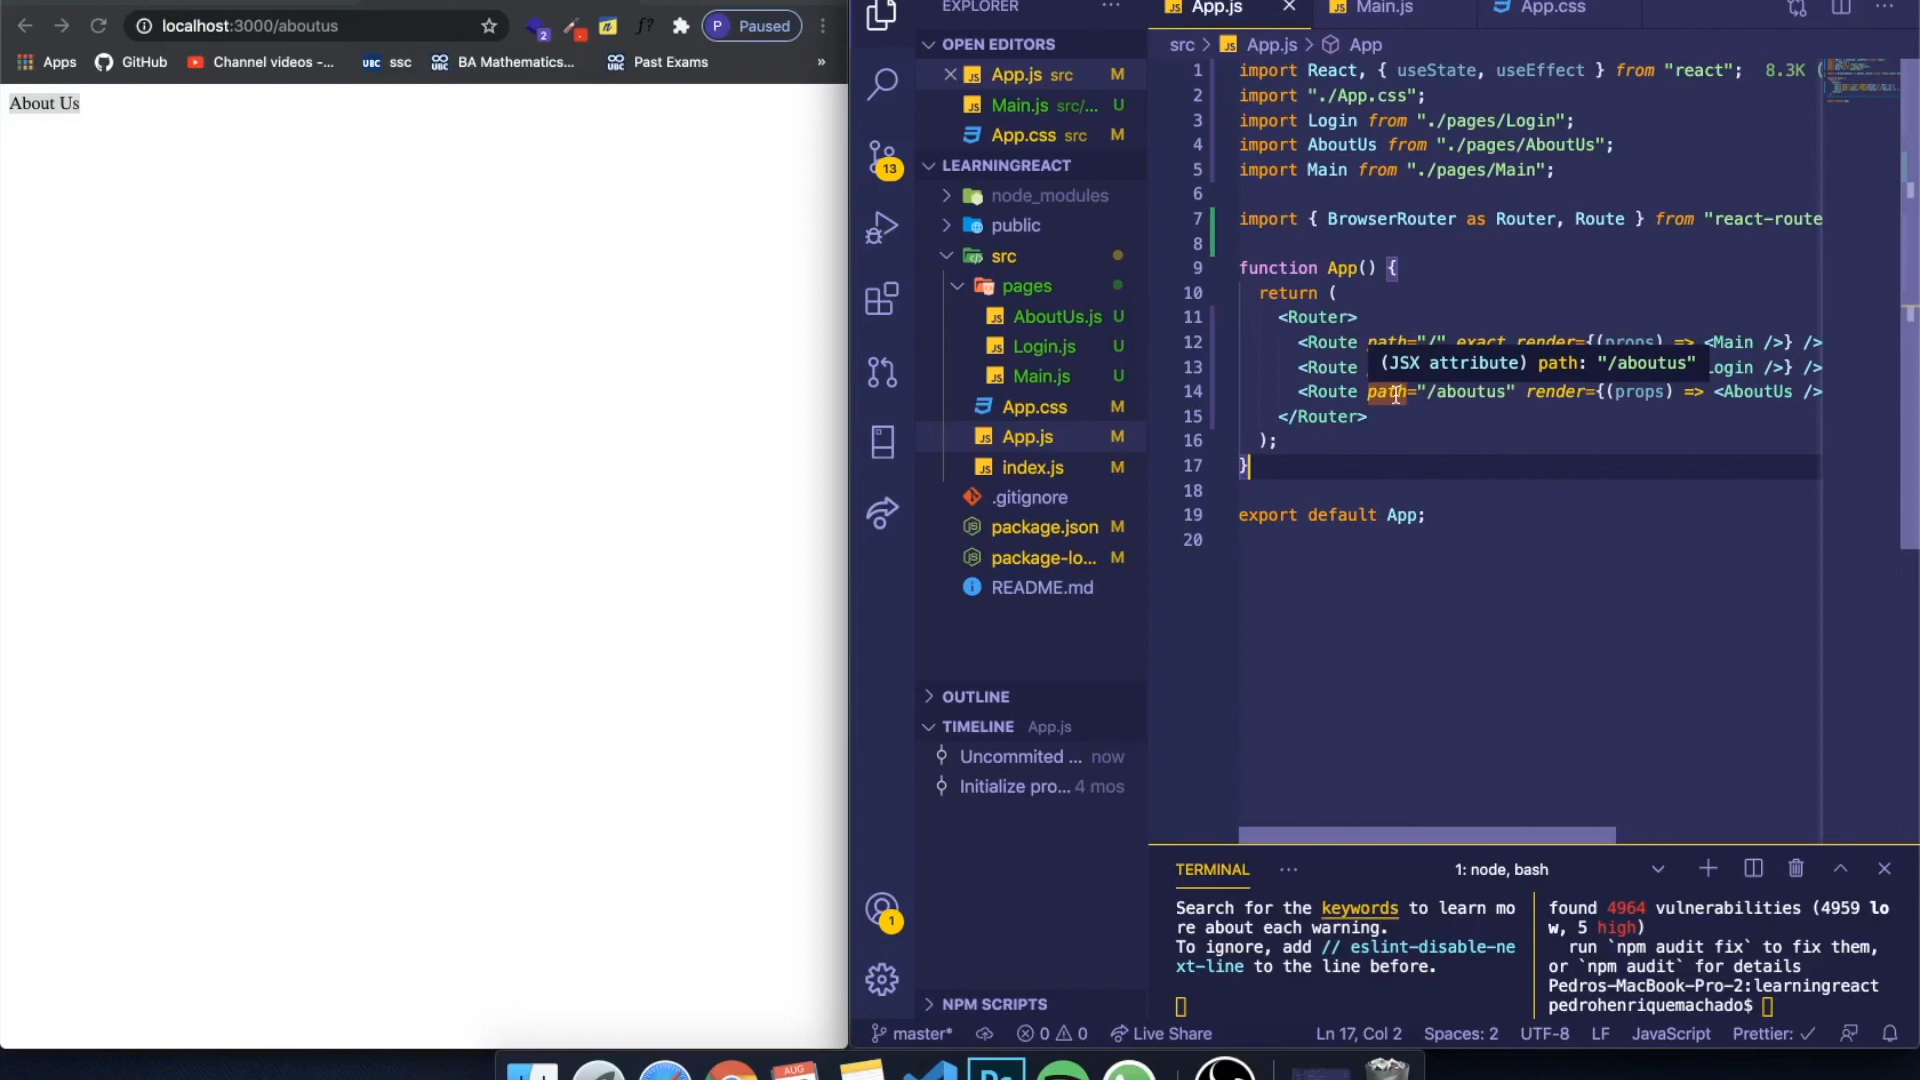 localhost:3000/aboutus
2
n
f?
P Paused
Apps
GitHub
Channel videos -...
UBC ssc
UBC BA Mathematics...
UBC Past Exams
»
About Us
EXPLORER
OPEN EDITORS
App.js src M
Main.js src/... U
App.css src M
LEARNINGREACT
node_modules
public
src
pages
AboutUs.js U
Login.js U
Main.js U
App.css M
App.js M
index.js M
.gitignore
package.json M
package-lo... M
README.md
OUTLINE
TIMELINE App.js
Uncommited ... now
Initialize pro... 4 mos
NPM SCRIPTS
13
1
App.js
Main.js
App.css
src > App.js > App
1 import React, { useState, useEffect } from "react"; 8.3K (
2 import "./App.css";
3 import Login from "./pages/Login";
4 import AboutUs from "./pages/AboutUs";
5 import Main from "./pages/Main";
6
7 import { BrowserRouter as Router, Route } from "react-route
8
9 function App() {
10 return (
11 <Router>
12 <Route path="/" exact render={(props) => <Main />} />
(JSX attribute) path: "/aboutus"
13 <Route ogin />} />
14 <Route path="/aboutus" render={(props) => <AboutUs />
15 </Router>
16 );
17 }
18
19 export default App;
20
TERMINAL
1: node, bash
Search for the keywords to learn mo
re about each warning.
To ignore, add // eslint-disable-ne
xt-line to the line before.
found 4964 vulnerabilities (4959 lo
w, 5 high)
run `npm audit fix` to fix them,
or `npm audit` for details
Pedros-MacBook-Pro-2:learningreact
pedrohenriquemachado$
master*
0
0
Live Share
Ln 17, Col 2
Spaces: 2
UTF-8
LF
JavaScript
Prettier: ✓
AUG